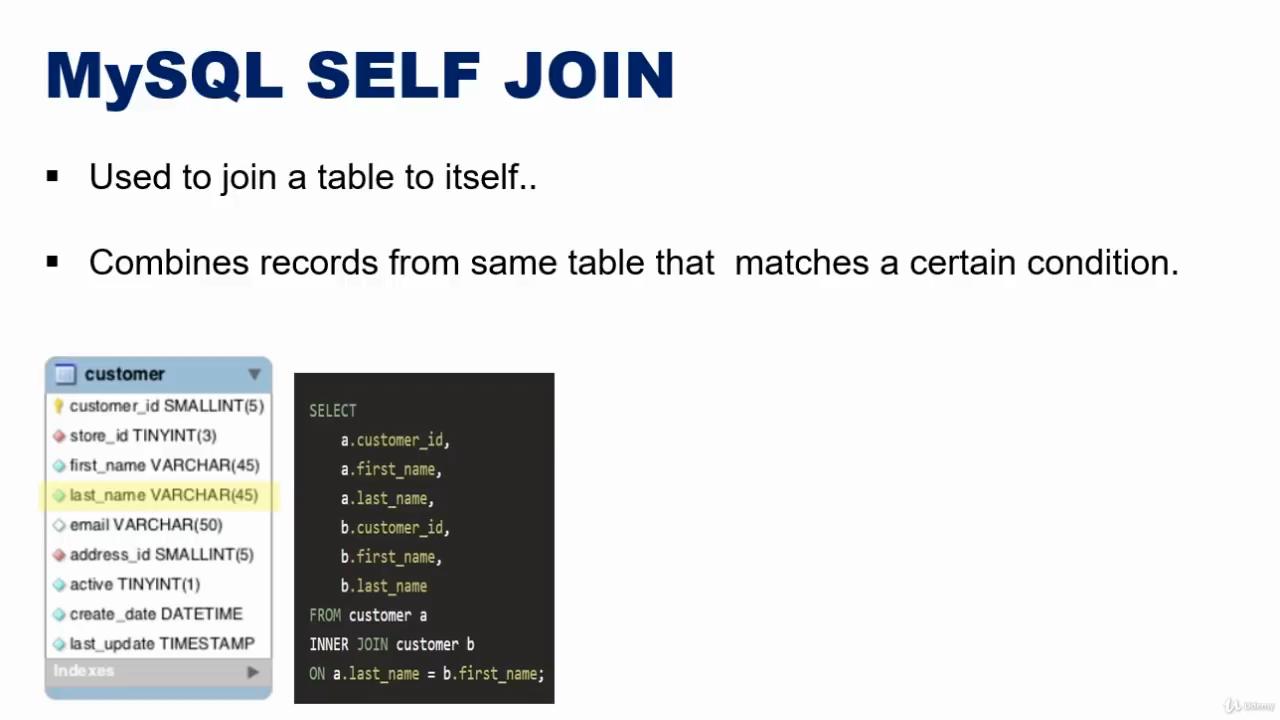 MySQL SELF JOIN
▪ Used to join a table to itself..
▪ Combines records from same table that  matches a certain condition.
customer
customer_id SMALLINT(5)
store_id TINYINT(3)
first_name VARCHAR(45)
last_name VARCHAR(45)
email VARCHAR(50)
address_id SMALLINT(5)
active TINYINT(1)
create_date DATETIME
last_update TIMESTAMP
Indexes
SELECT
a.customer_id,
a.first_name,
a.last_name,
b.customer_id,
b.first_name,
b.last_name
FROM customer a
INNER JOIN customer b
ON a.last_name = b.first_name;
Udemy